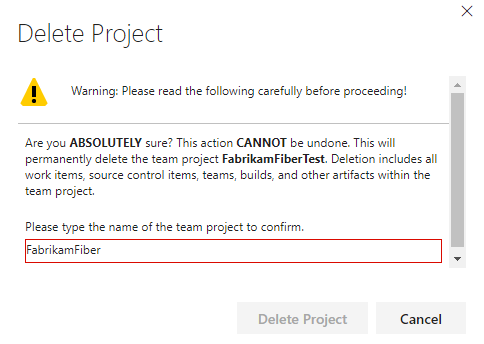 Delete Project
Warning: Please read the following carefully before proceeding!
Are you ABSOLUTELY sure? This action CANNOT be undone. This will
permanently delete the team project FabrikamFiberTest. Deletion includes all
work items, source control items, teams, builds, and other artifacts within the
team project.
Please type the name of the team project to confirm.
FabrikamFiber
Delete Project Cancel